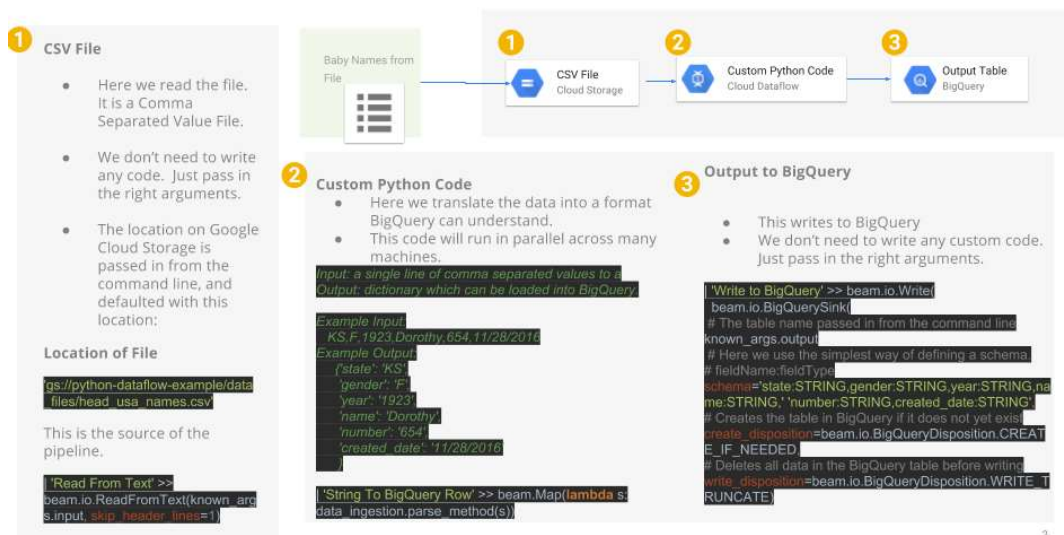 1
CSV File
● Here we read the file.
It is a Comma
Separated Value File.
● We don't need to write
any code. Just pass in
the right arguments.
● The location on Google
Cloud Storage is
passed in from the
command line, and
defaulted with this
location:
Location of File
'gs://python-dataflow-example/data
_files/head_usa_names.csv'
This is the source of the
pipeline.
| 'Read From Text' >>
beam.io.ReadFromText(known_arg
s.input, skip_header_lines=1)
Baby Names from
File
1
CSV File
Cloud Storage
2
Custom Python Code
Cloud Dataflow
3
Output Table
BigQuery
2
Custom Python Code
● Here we translate the data into a format
BigQuery can understand.
● This code will run in parallel across many
machines.
Input: a single line of comma separated values to a
Output: dictionary which can be loaded into BigQuery.
Example Input:
KS,F,1923,Dorothy,654,11/28/2016
Example Output:
{'state': 'KS',
'gender': 'F',
'year': '1923',
'name': 'Dorothy',
'number': '654',
'created_date': '11/28/2016
}
| 'String To BigQuery Row' >> beam.Map(lambda s:
data_ingestion.parse_method(s))
3
Output to BigQuery
● This writes to BigQuery
● We don't need to write any custom code.
Just pass in the right arguments.
| 'Write to BigQuery' >> beam.io.Write(
beam.io.BigQuerySink(
# The table name passed in from the command line
known_args.output
# Here we use the simplest way of defining a schema.
# fieldName:fieldType
schema='state:STRING,gender:STRING,year:STRING,na
me:STRING,' 'number:STRING,created_date:STRING',
# Creates the table in BigQuery if it does not yet exist
create_disposition=beam.io.BigQueryDisposition.CREAT
E_IF_NEEDED,
# Deletes all data in the BigQuery table before writing
write_disposition=beam.io.BigQueryDisposition.WRITE_T
RUNCATE)